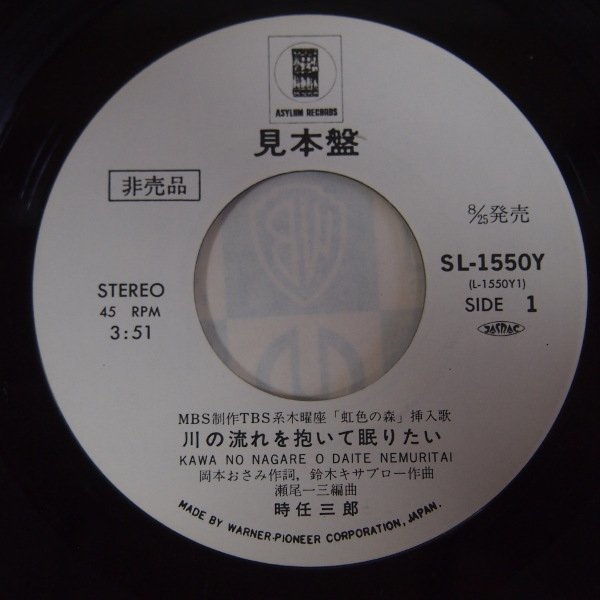 ASYLUM RECORDS
見本盤
非売品
8/25発売
STEREO
45 RPM
3:51
SL-1550Y
(L-1550Y1)
SIDE 1
JASRAC
MBS制作TBS系木曜座「虹色の森」挿入歌
川の流れを抱いて眠りたい
KAWA NO NAGARE O DAITE NEMURITAI
岡本おさみ作詞，鈴木キサブロー作曲
瀬尾一三編曲
時任三郎
MADE BY WARNER-PIONEER CORPORATION, JAPAN.